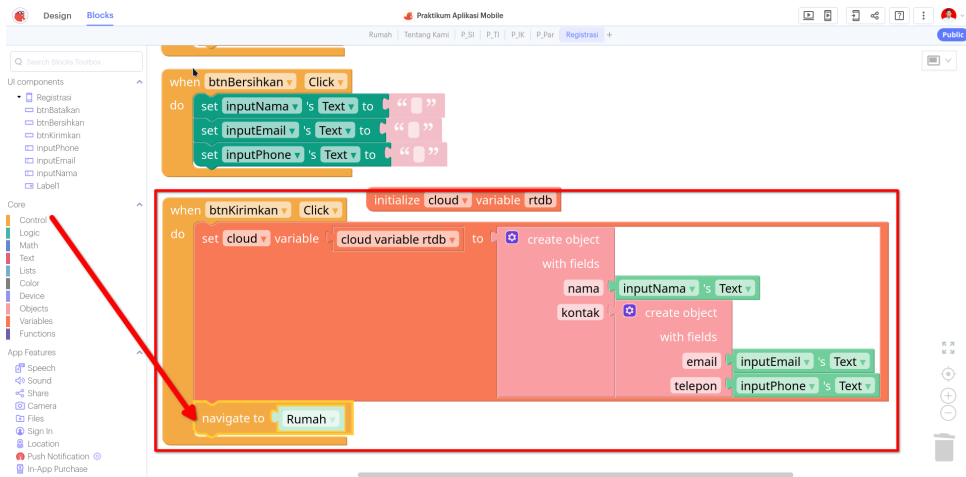 Design Blocks Praktikum Aplikasi Mobile
Rumah Tentang Kami P_SI P_TI P_IK P_Par Registrasi +
Public
Search Blocks Toolbox...
UI components
Registrasi
btnBatalkan
btnBersihkan
btnKirimkan
inputPhone
inputEmail
inputNama
Label1
Core
Control
Logic
Math
Text
Lists
Color
Device
Objects
Variables
Functions
App Features
Speech
Sound
Share
Camera
Files
Sign In
Location
Push Notification
In-App Purchase
when btnBersihkan Click
do set inputNama 's Text to “ ”
set inputEmail 's Text to “ ”
set inputPhone 's Text to “ ”
initialize cloud variable rtdb
when btnKirimkan Click
do set cloud variable cloud variable rtdb to create object
with fields
nama inputNama 's Text
kontak create object
with fields
email inputEmail 's Text
telepon inputPhone 's Text
navigate to Rumah